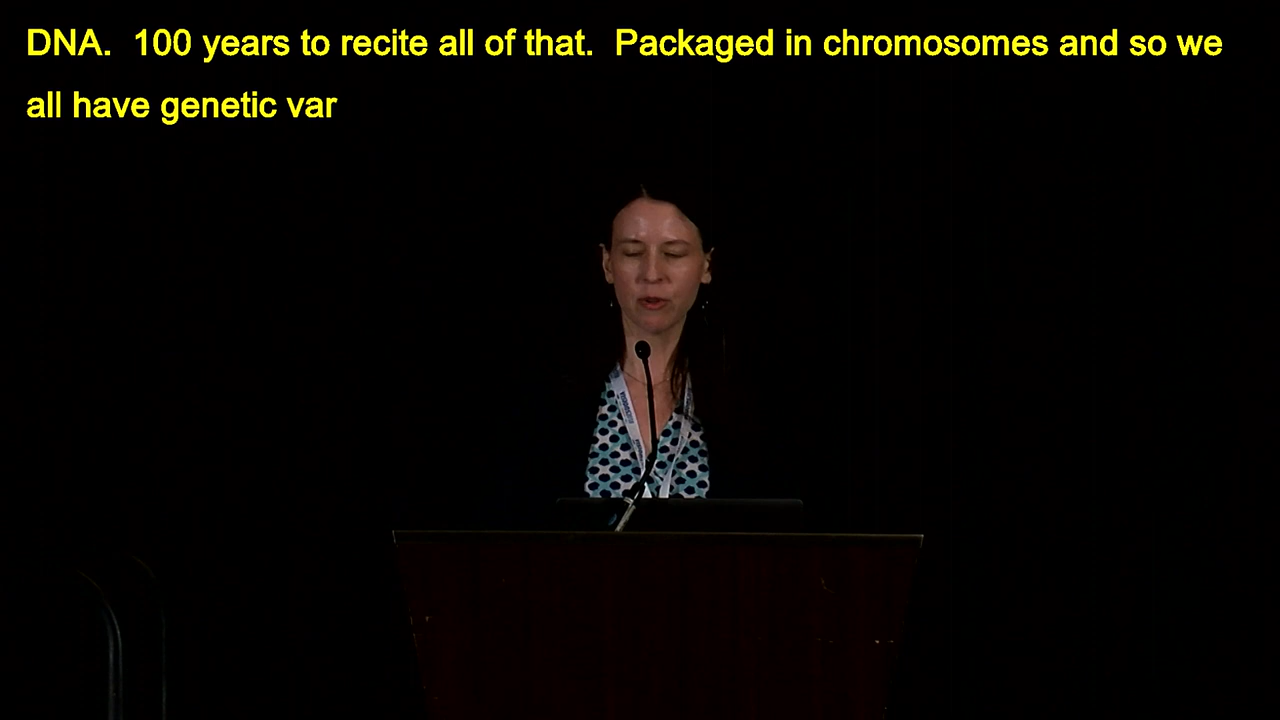 DNA.  100 years to recite all of that.  Packaged in chromosomes and so we
all have genetic var